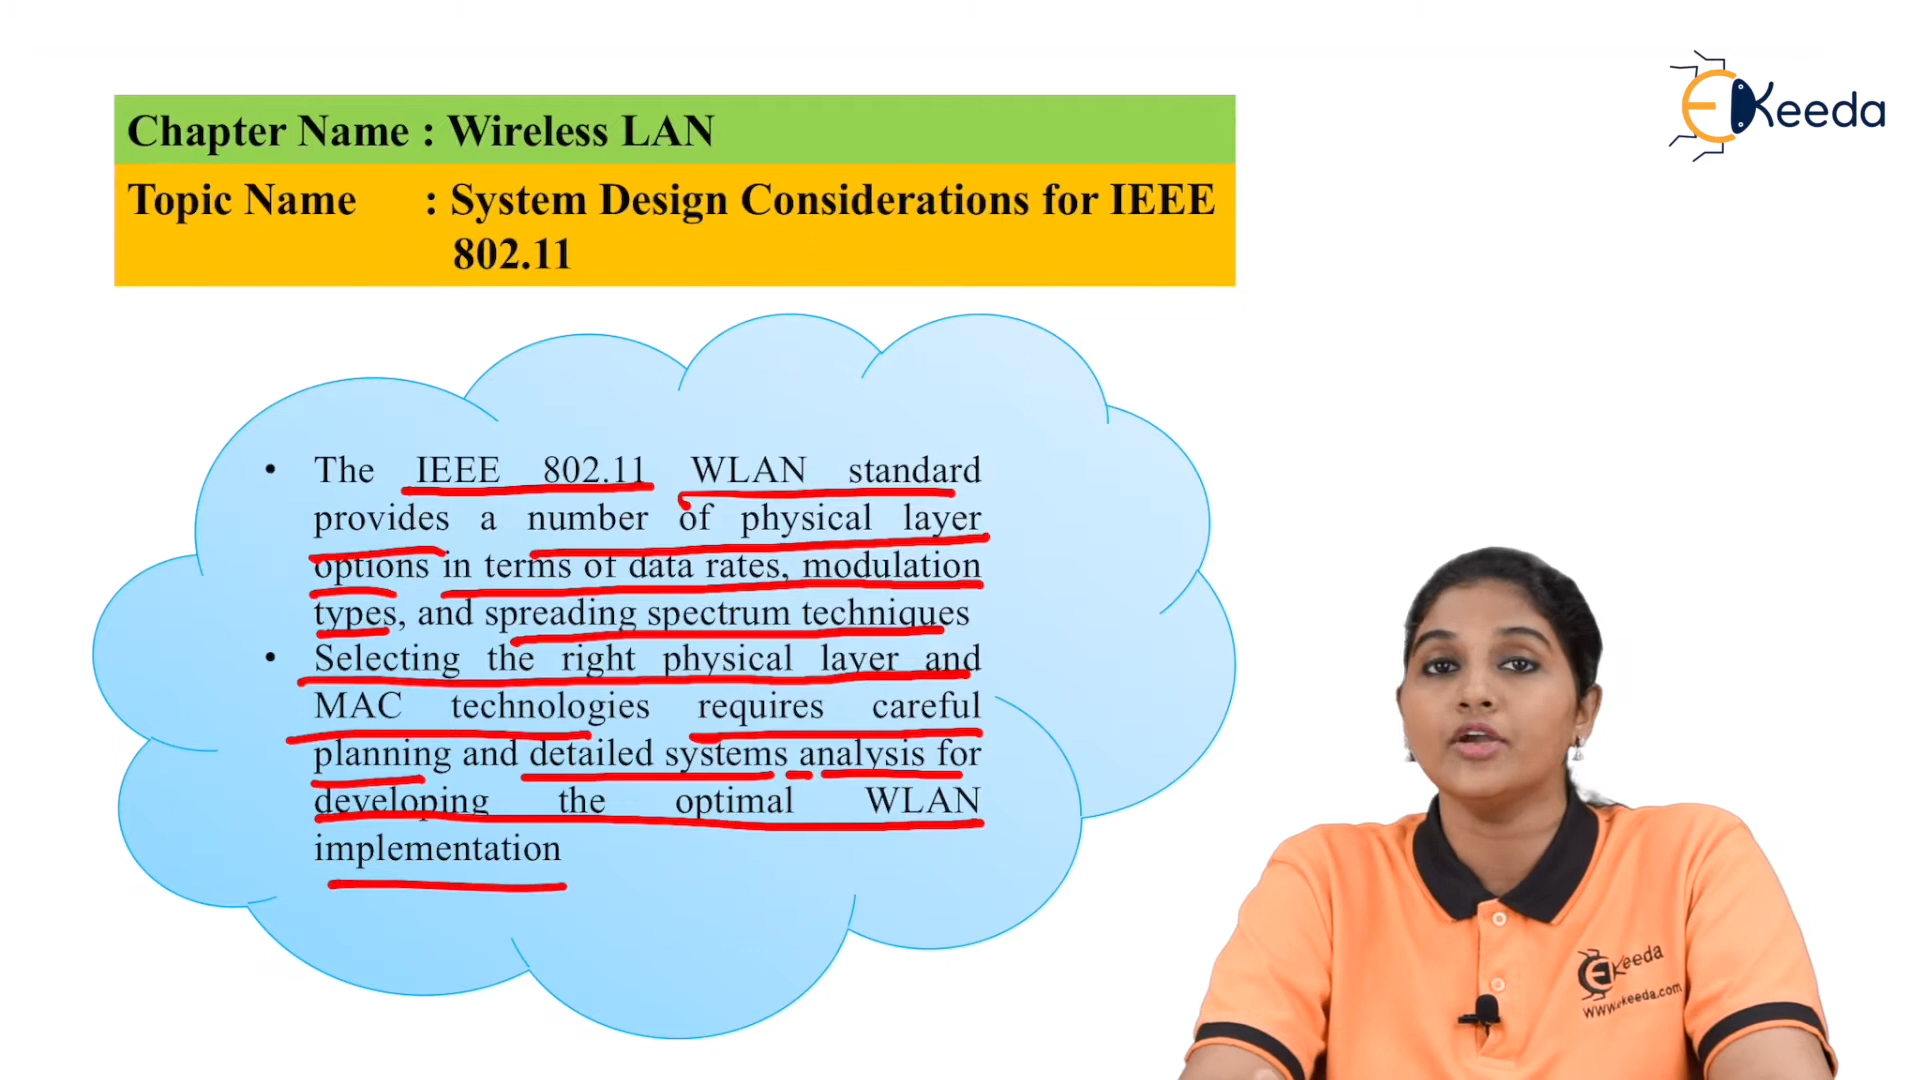 EKeeda
Chapter Name : Wireless LAN
Topic Name : System Design Considerations for IEEE
802.11
• The IEEE 802.11 WLAN standard
provides a number of physical layer
options in terms of data rates, modulation
types, and spreading spectrum techniques
• Selecting the right physical layer and
MAC technologies requires careful
planning and detailed systems analysis for
developing the optimal WLAN
implementation
EKeeda
www.ekeeda.com